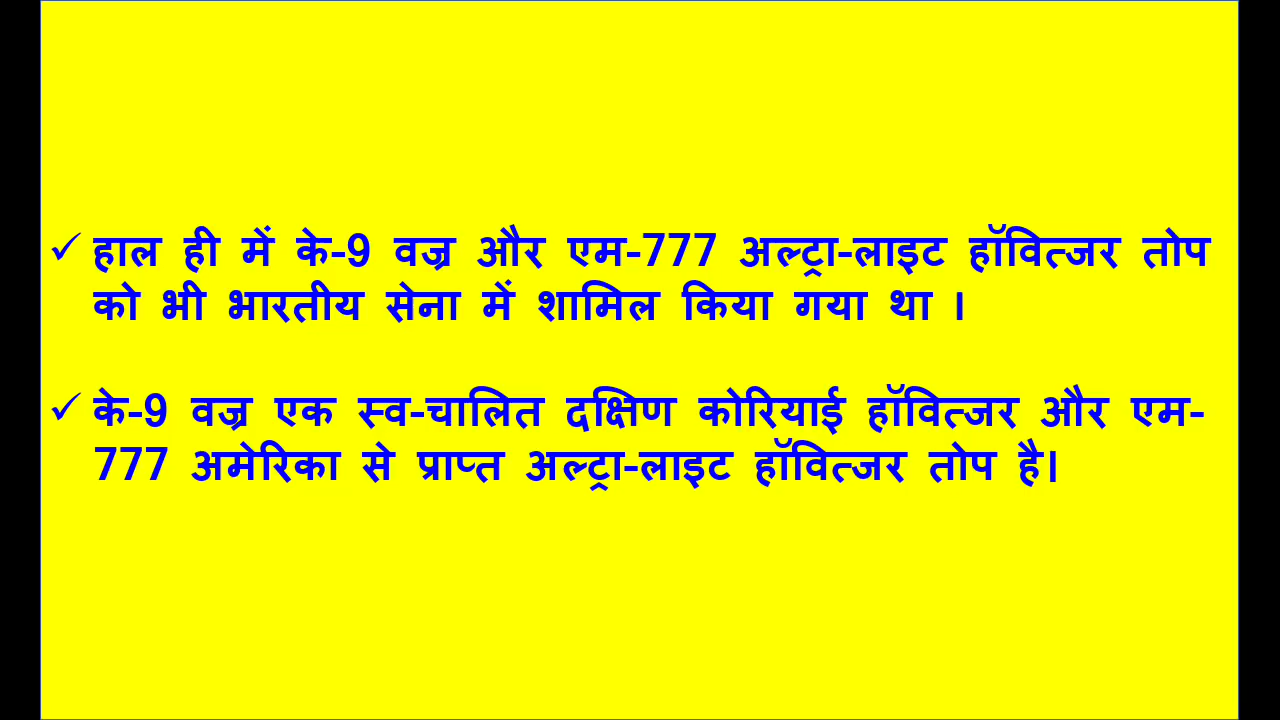 ✓ हाल ही में के-9 वज्र और एम-777 अल्ट्रा-लाइट हॉवित्जर तोप
को भी भारतीय सेना में शामिल किया गया था ।
✓ के-9 वज्र एक स्व-चालित दक्षिण कोरियाई हॉवित्जर और एम-
777 अमेरिका से प्राप्त अल्ट्रा-लाइट हॉवित्जर तोप है।